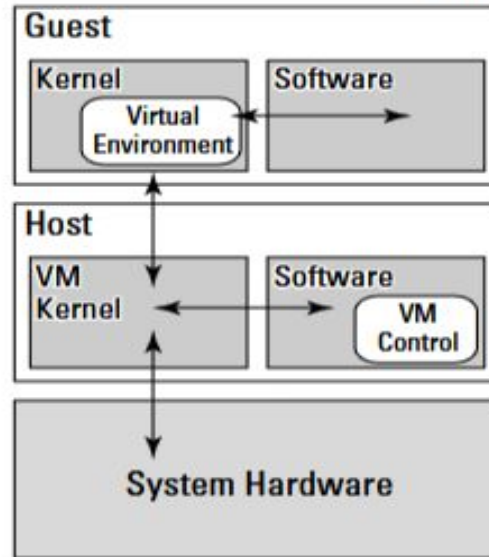 Guest
Kernel
Virtual
Environment
Software
Host
VM
Kernel
Software
VM
Control
System Hardware